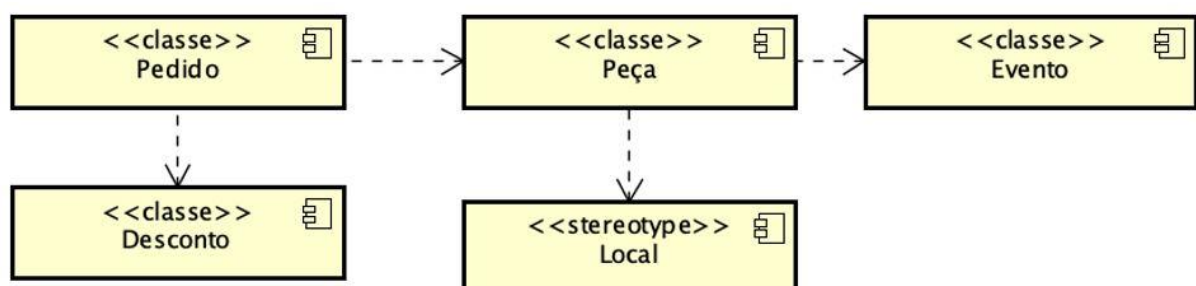 <<classe>>
Pedido
<<classe>>
Peça
<<classe>>
Evento
<<classe>>
Desconto
<<stereotype>>
Local